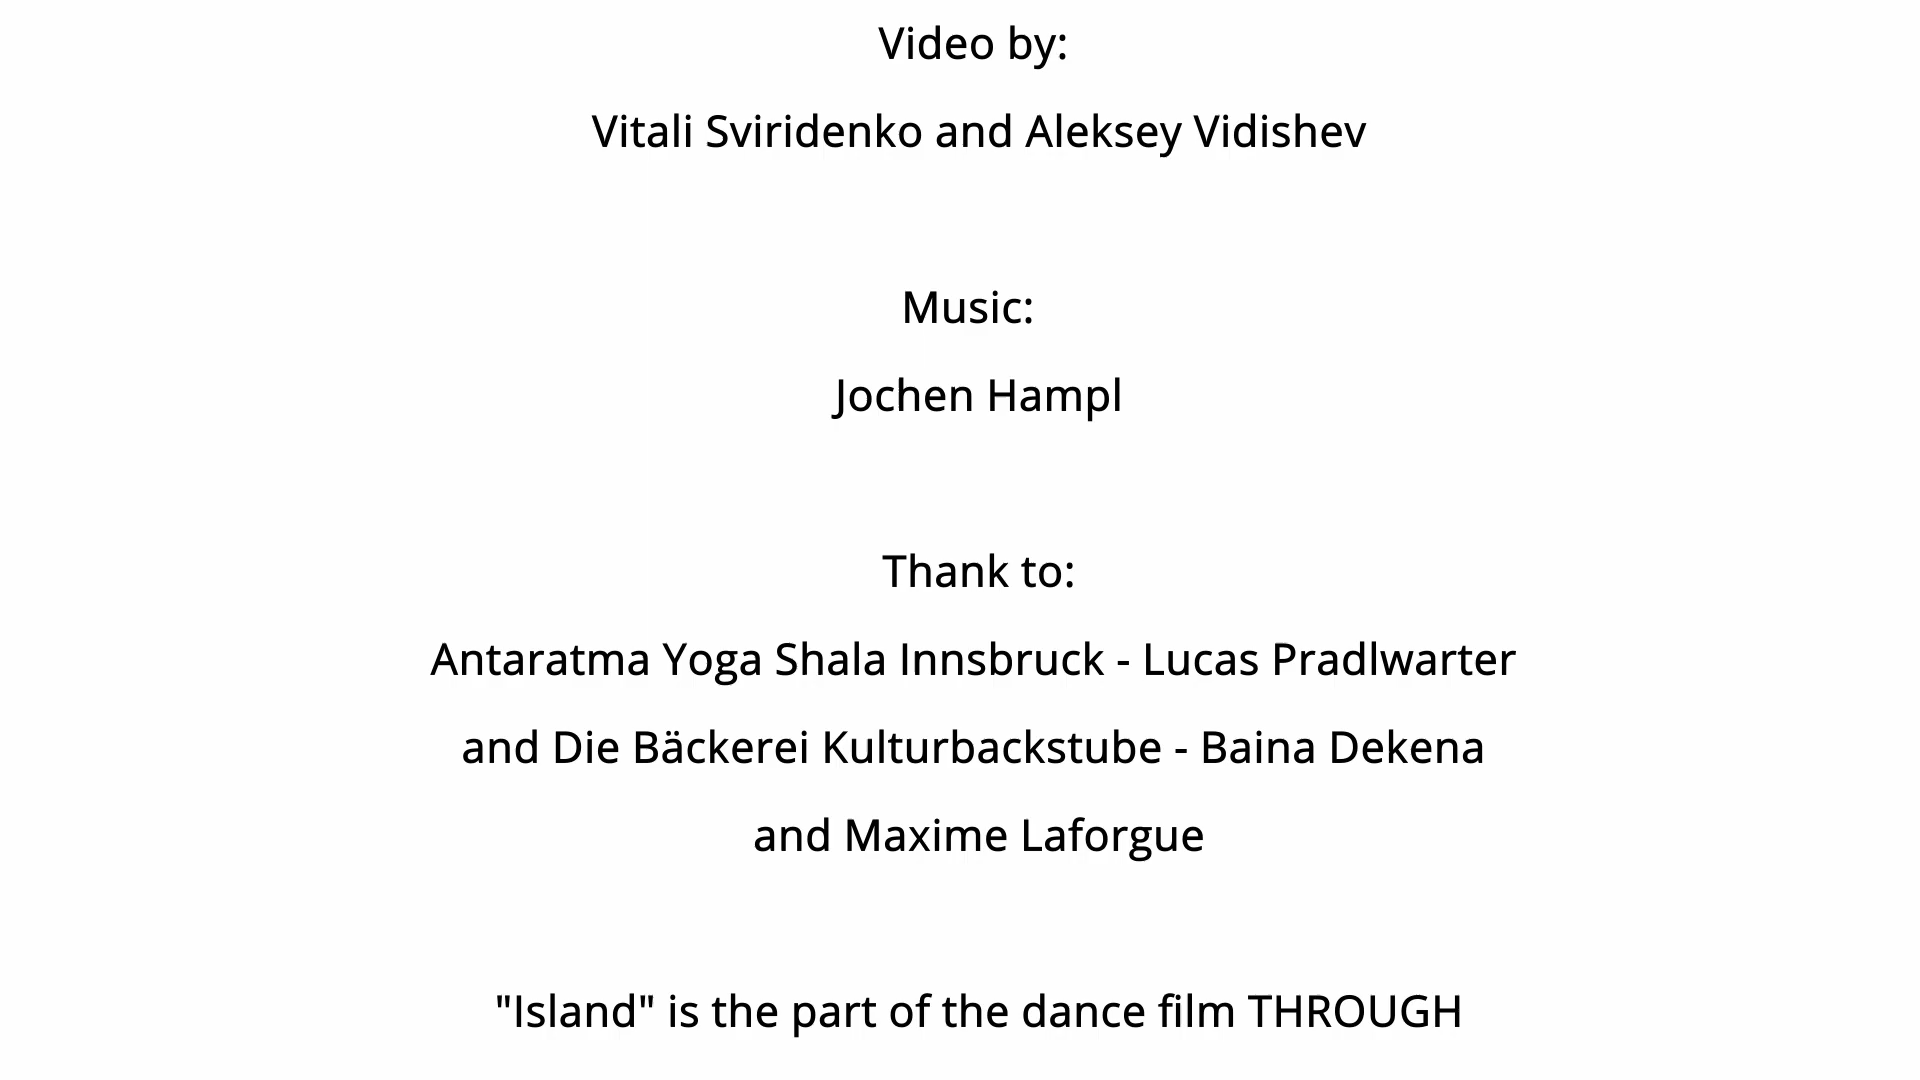 Video by:
Vitali Sviridenko and Aleksey Vidishev
Music:
Jochen Hampl
Thank to:
Antaratma Yoga Shala Innsbruck - Lucas Pradlwarter
and Die Bäckerei Kulturbackstube - Baina Dekena
and Maxime Laforgue
"Island" is the part of the dance film THROUGH